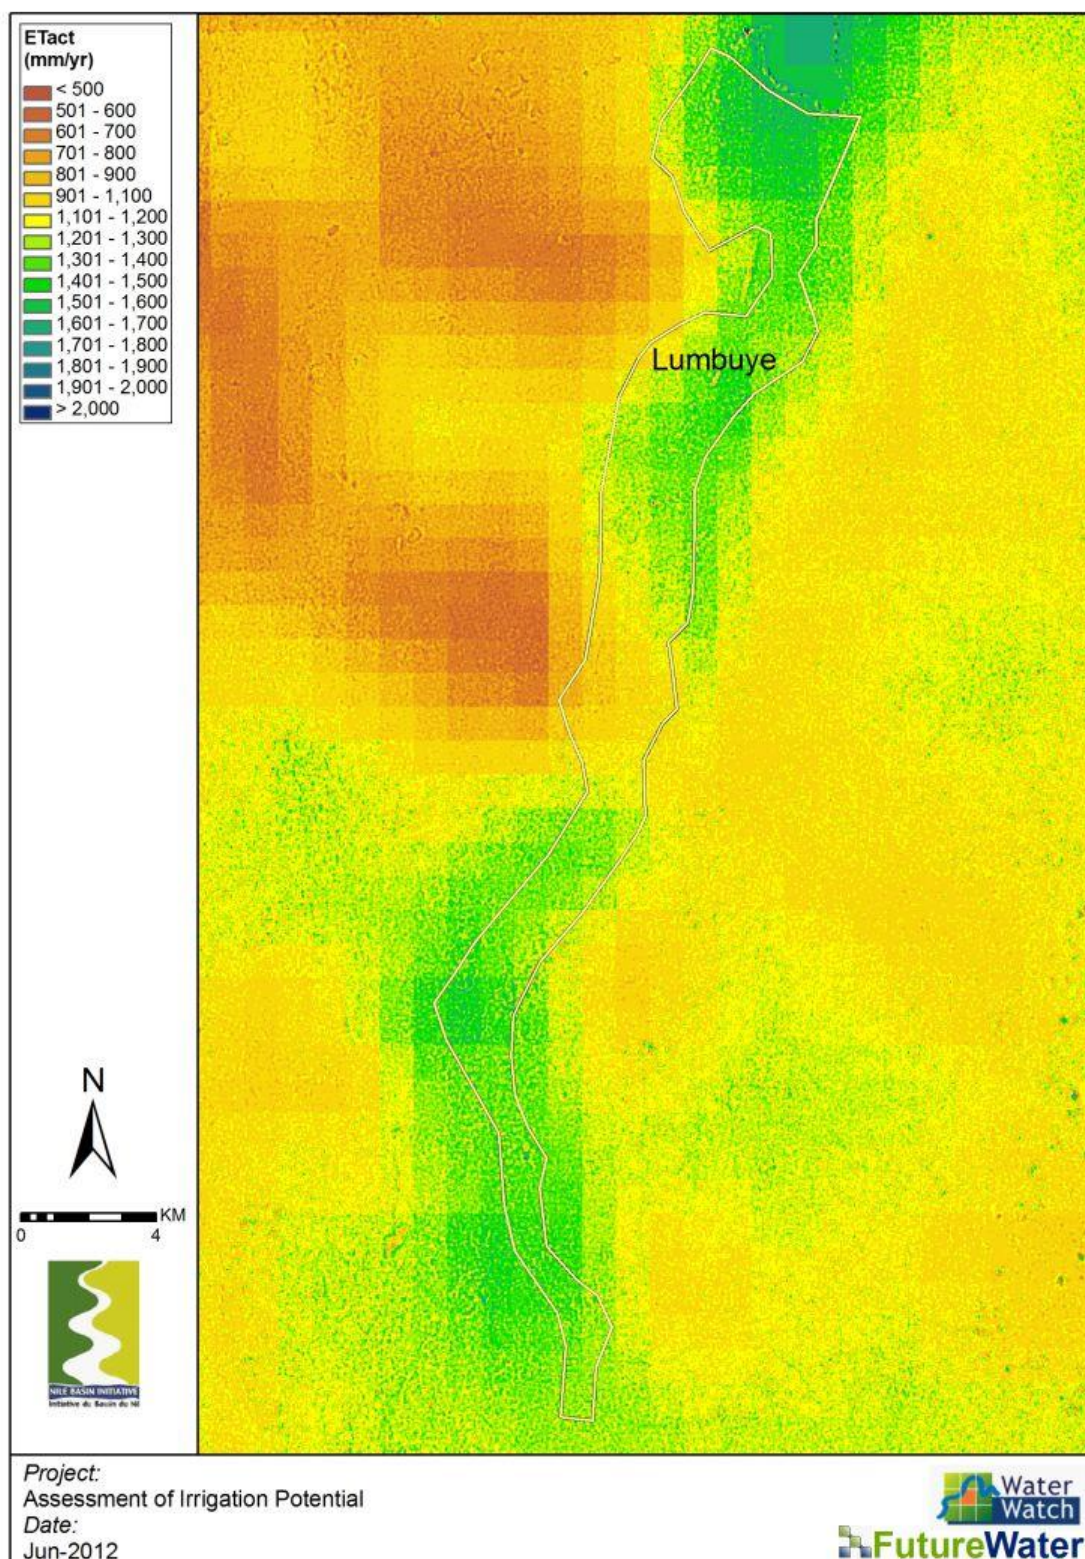 ETact
(mm/yr)
< 500
501 - 600
601 - 700
701 - 800
801 - 900
901 - 1,100
1,101 - 1,200
1,201 - 1,300
1,301 - 1,400
1,401 - 1,500
1,501 - 1,600
1,601 - 1,700
1,701 - 1,800
1,801 - 1,900
1,901 - 2,000
> 2,000
Lumbuye
N
KM
0 4
NILE BASIN INITIATIVE
Initiative du Bassin du Nil
Project:
Assessment of Irrigation Potential
Date:
Jun-2012
Water
Watch
FutureWater